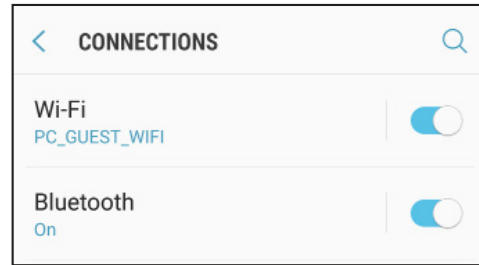 CONNECTIONS
Wi-Fi
PC_GUEST_WIFI
Bluetooth
On